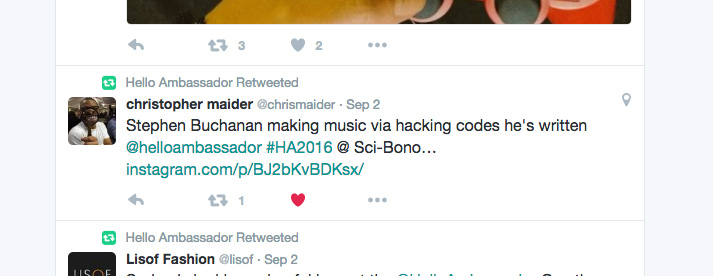 3 2
Hello Ambassador Retweeted
christopher maider @chrismaider · Sep 2
Stephen Buchanan making music via hacking codes he's written
@helloambassador #HA2016 @ Sci-Bono…
instagram.com/p/BJ2bKvBDKsx/
1
Hello Ambassador Retweeted
Lisof Fashion @lisof · Sep 2
LISOF